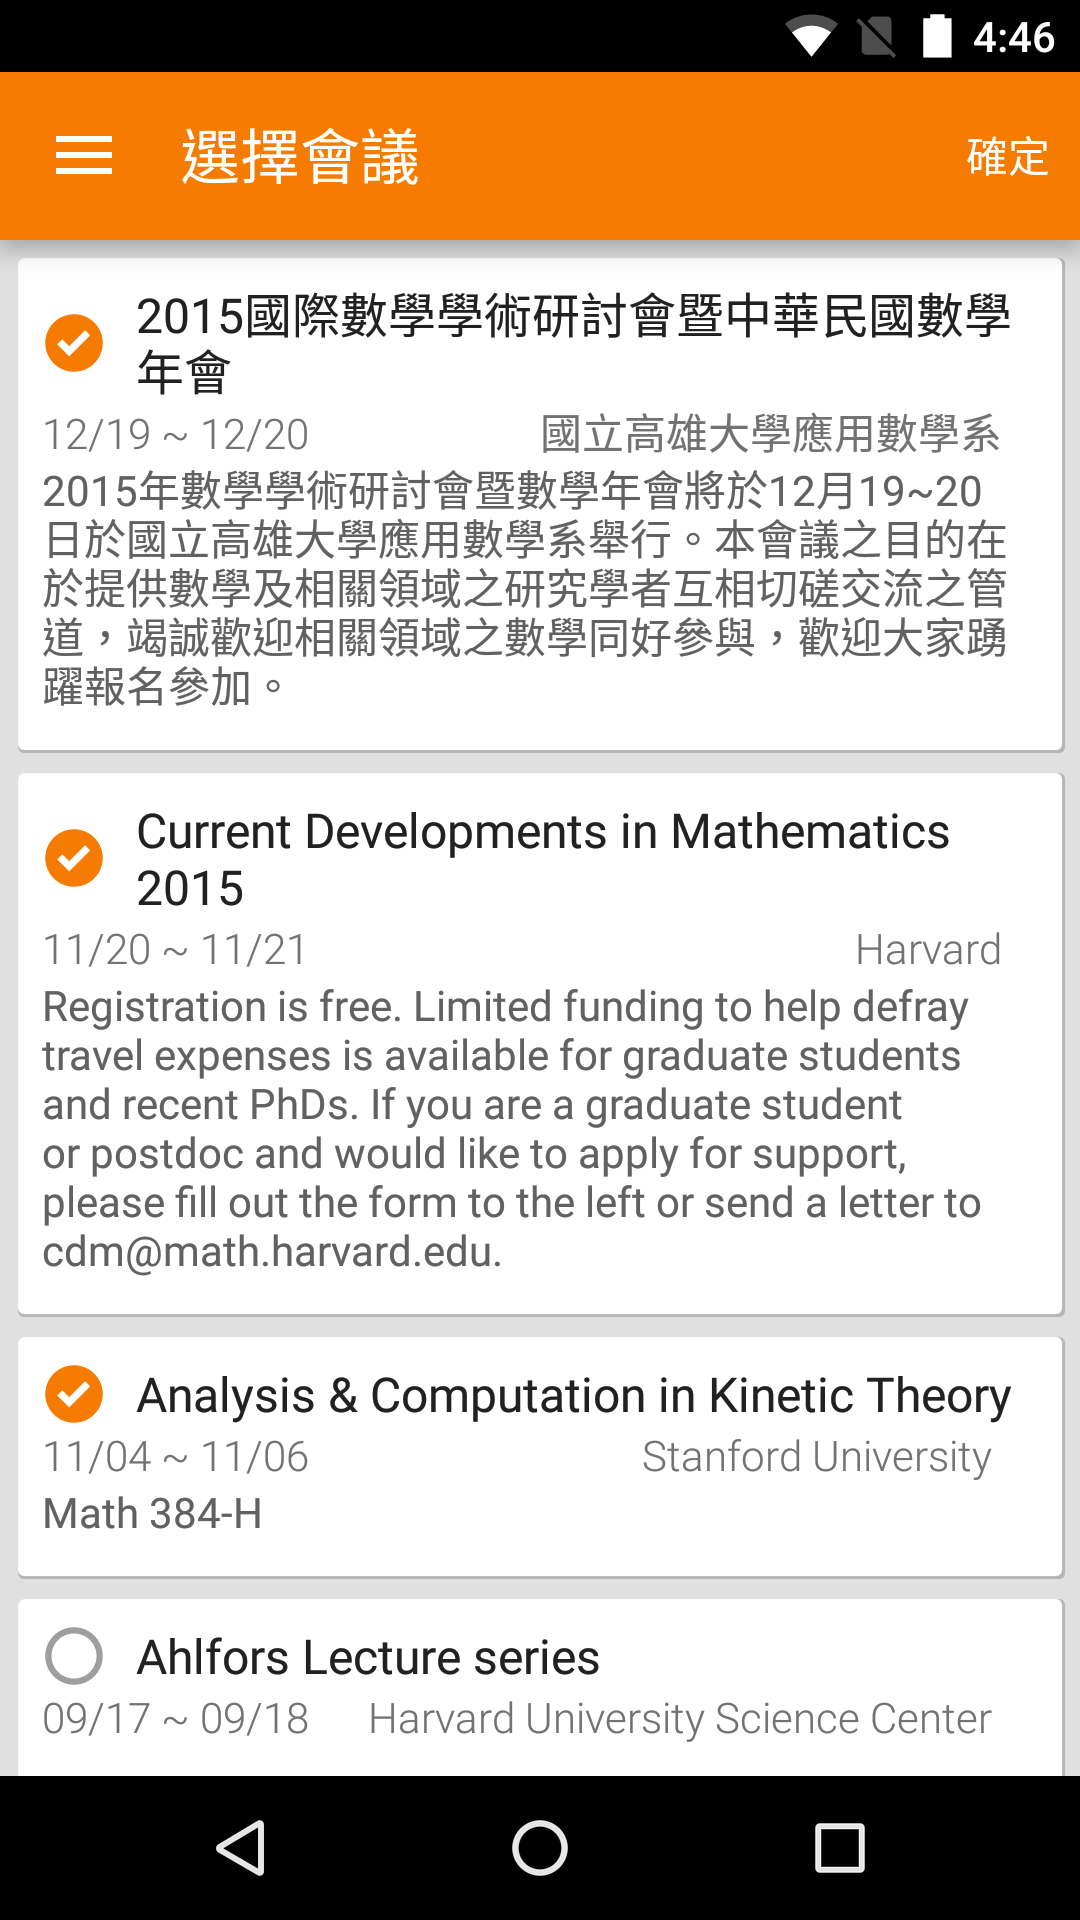 4:46
選擇會議
確定
2015國際數學學術研討會暨中華民國數學
年會
12/19 ~ 12/20 國立高雄大學應用數學系
2015年數學學術研討會暨數學年會將於12月19~20
日於國立高雄大學應用數學系舉行。本會議之目的在
於提供數學及相關領域之研究學者互相切磋交流之管
道，竭誠歡迎相關領域之數學同好參與，歡迎大家踴
躍報名參加。
Current Developments in Mathematics
2015
11/20 ~ 11/21 Harvard
Registration is free. Limited funding to help defray
travel expenses is available for graduate students
and recent PhDs. If you are a graduate student
or postdoc and would like to apply for support,
please fill out the form to the left or send a letter to
cdm@math.harvard.edu.
Analysis & Computation in Kinetic Theory
11/04 ~ 11/06 Stanford University
Math 384-H
Ahlfors Lecture series
09/17 ~ 09/18 Harvard University Science Center